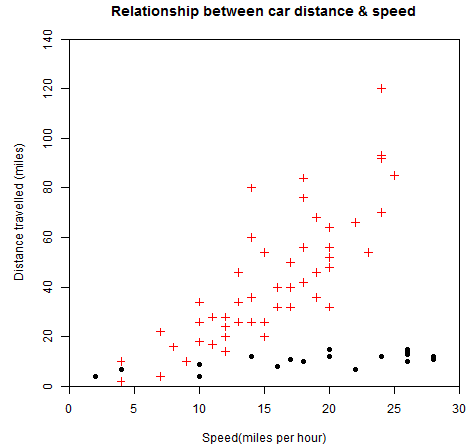 Relationship between car distance & speed
Distance travelled (miles)
140
120
100
80
60
40
20
0
0 5 10 15 20 25 30
Speed(miles per hour)